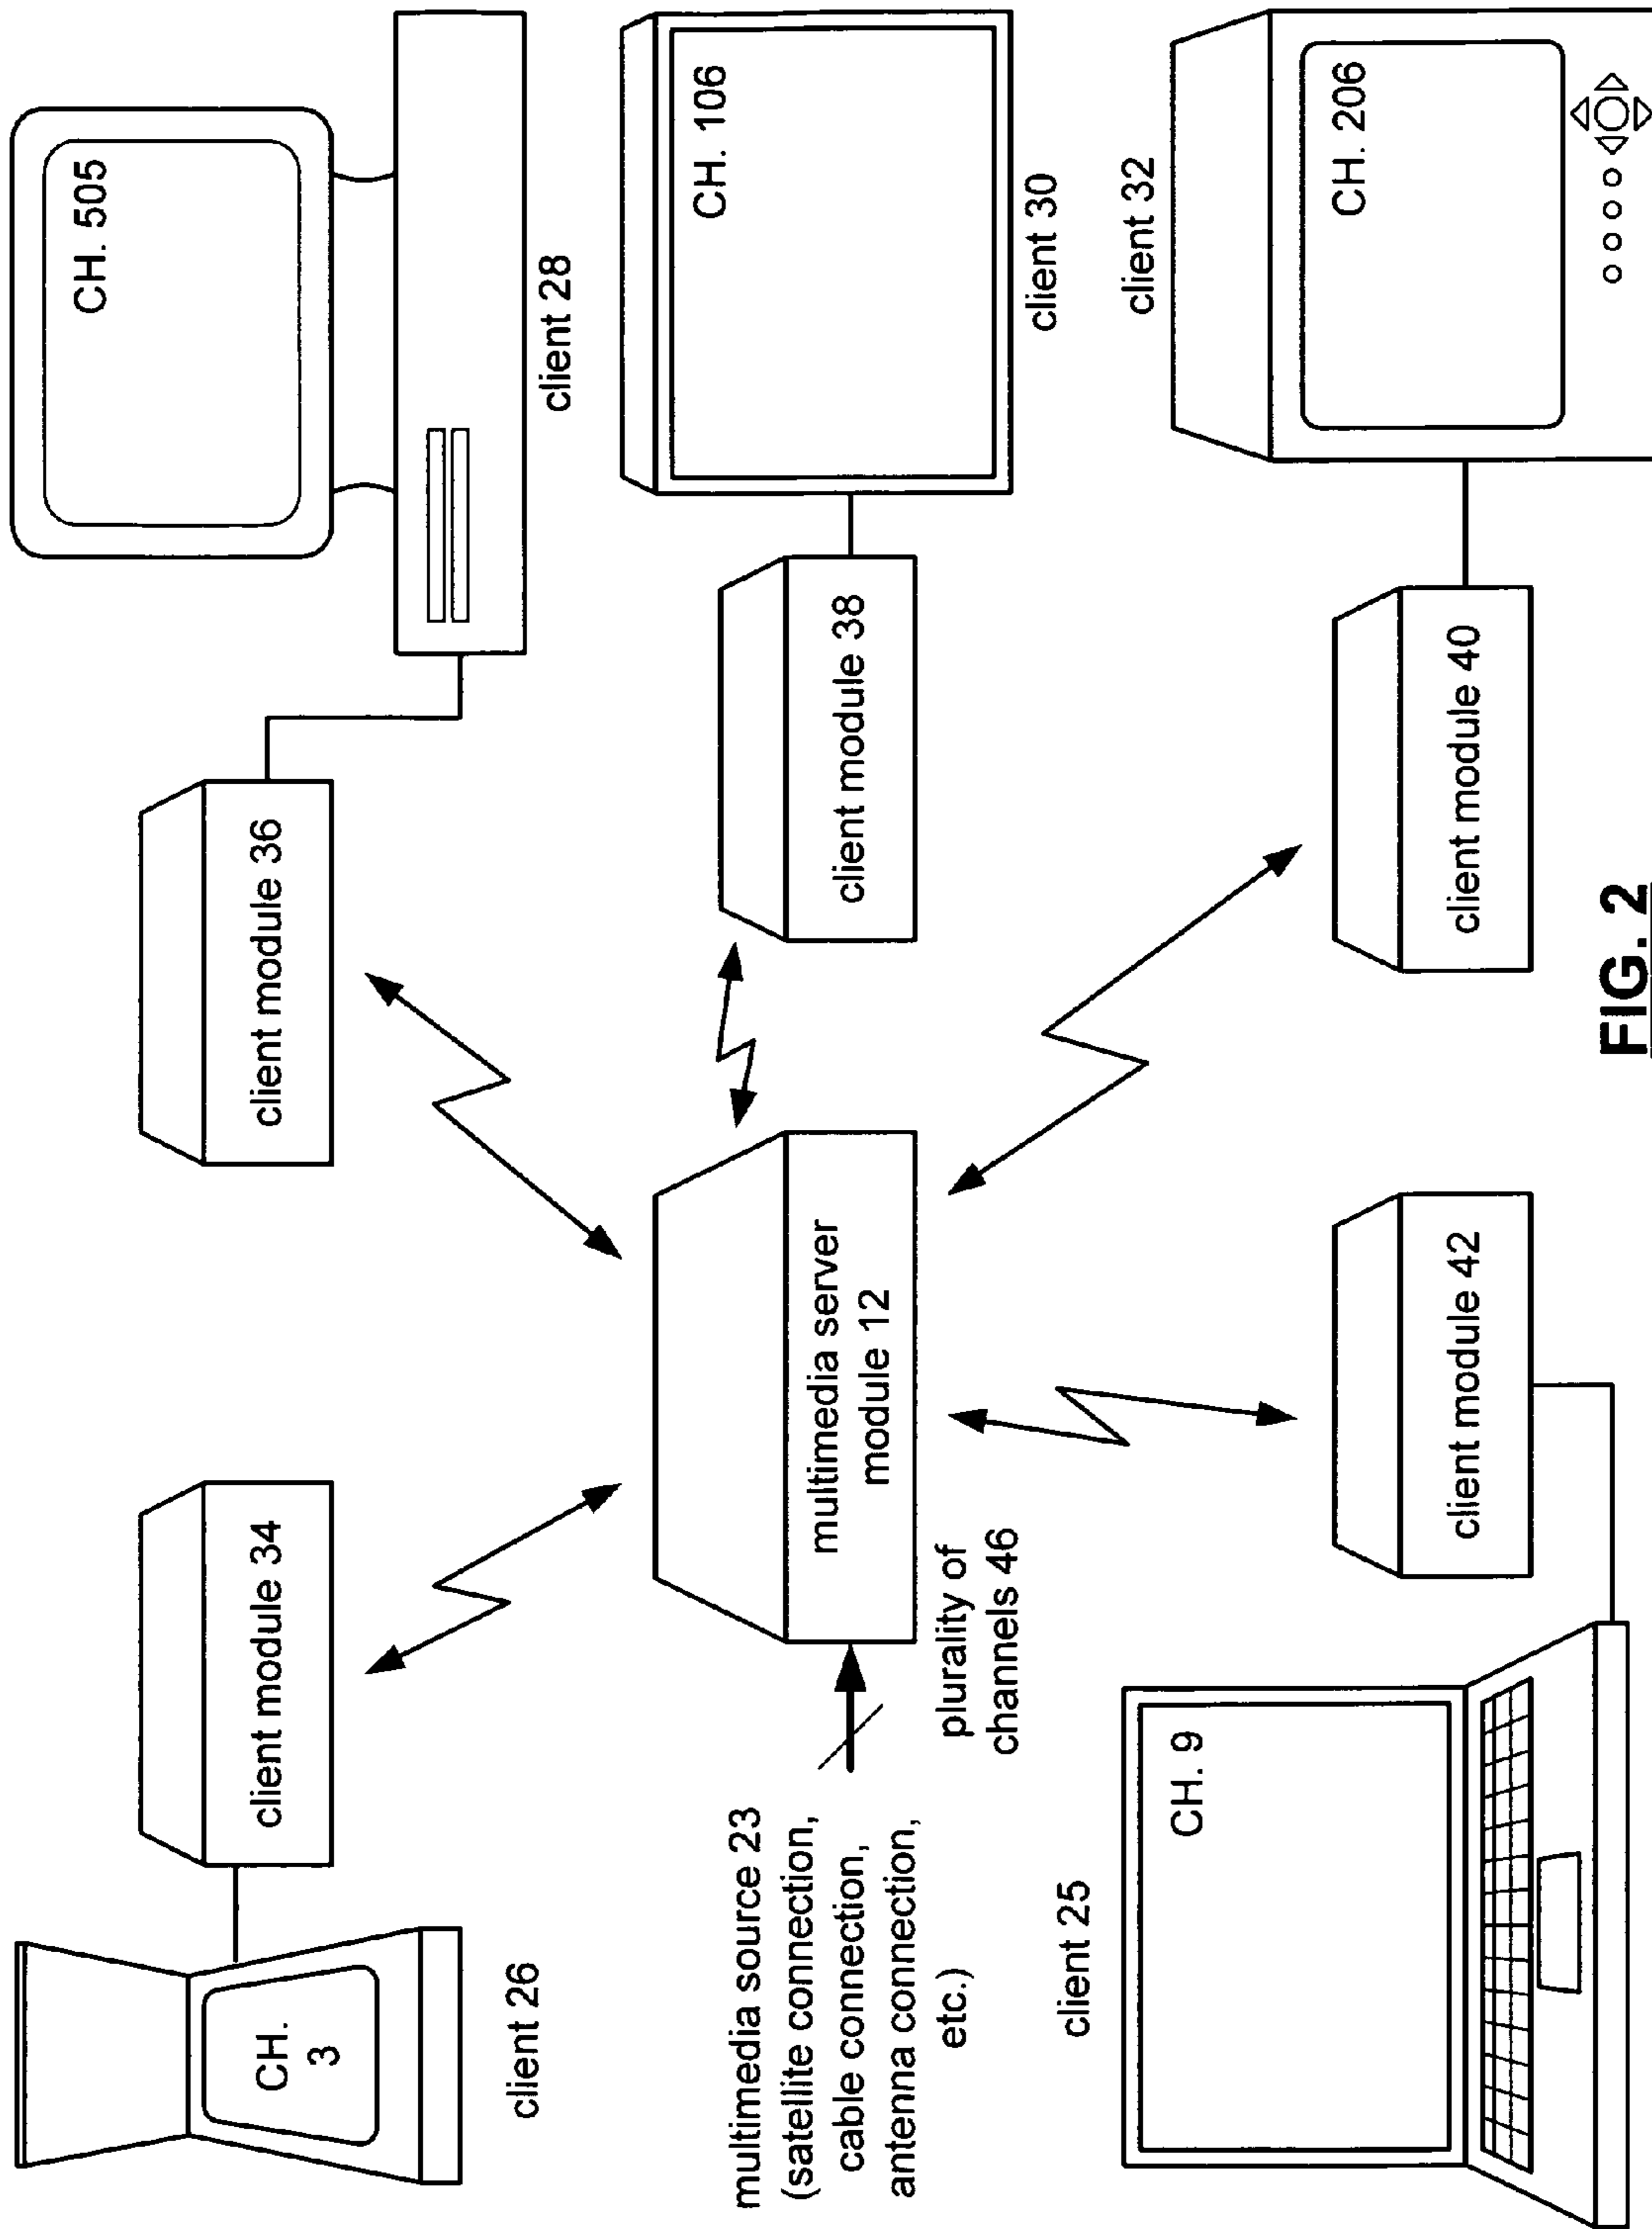 CH.
3
client 26
client module 34
client module 36
CH. 505
client 28
multimedia source 23
(satellite connection,
cable connection,
antenna connection,
etc.)
plurality of
channels 46
multimedia server
module 12
client module 38
CH. 106
client 30
client 25
CH. 9
client module 42
client module 40
client 32
CH. 206
FIG. 2